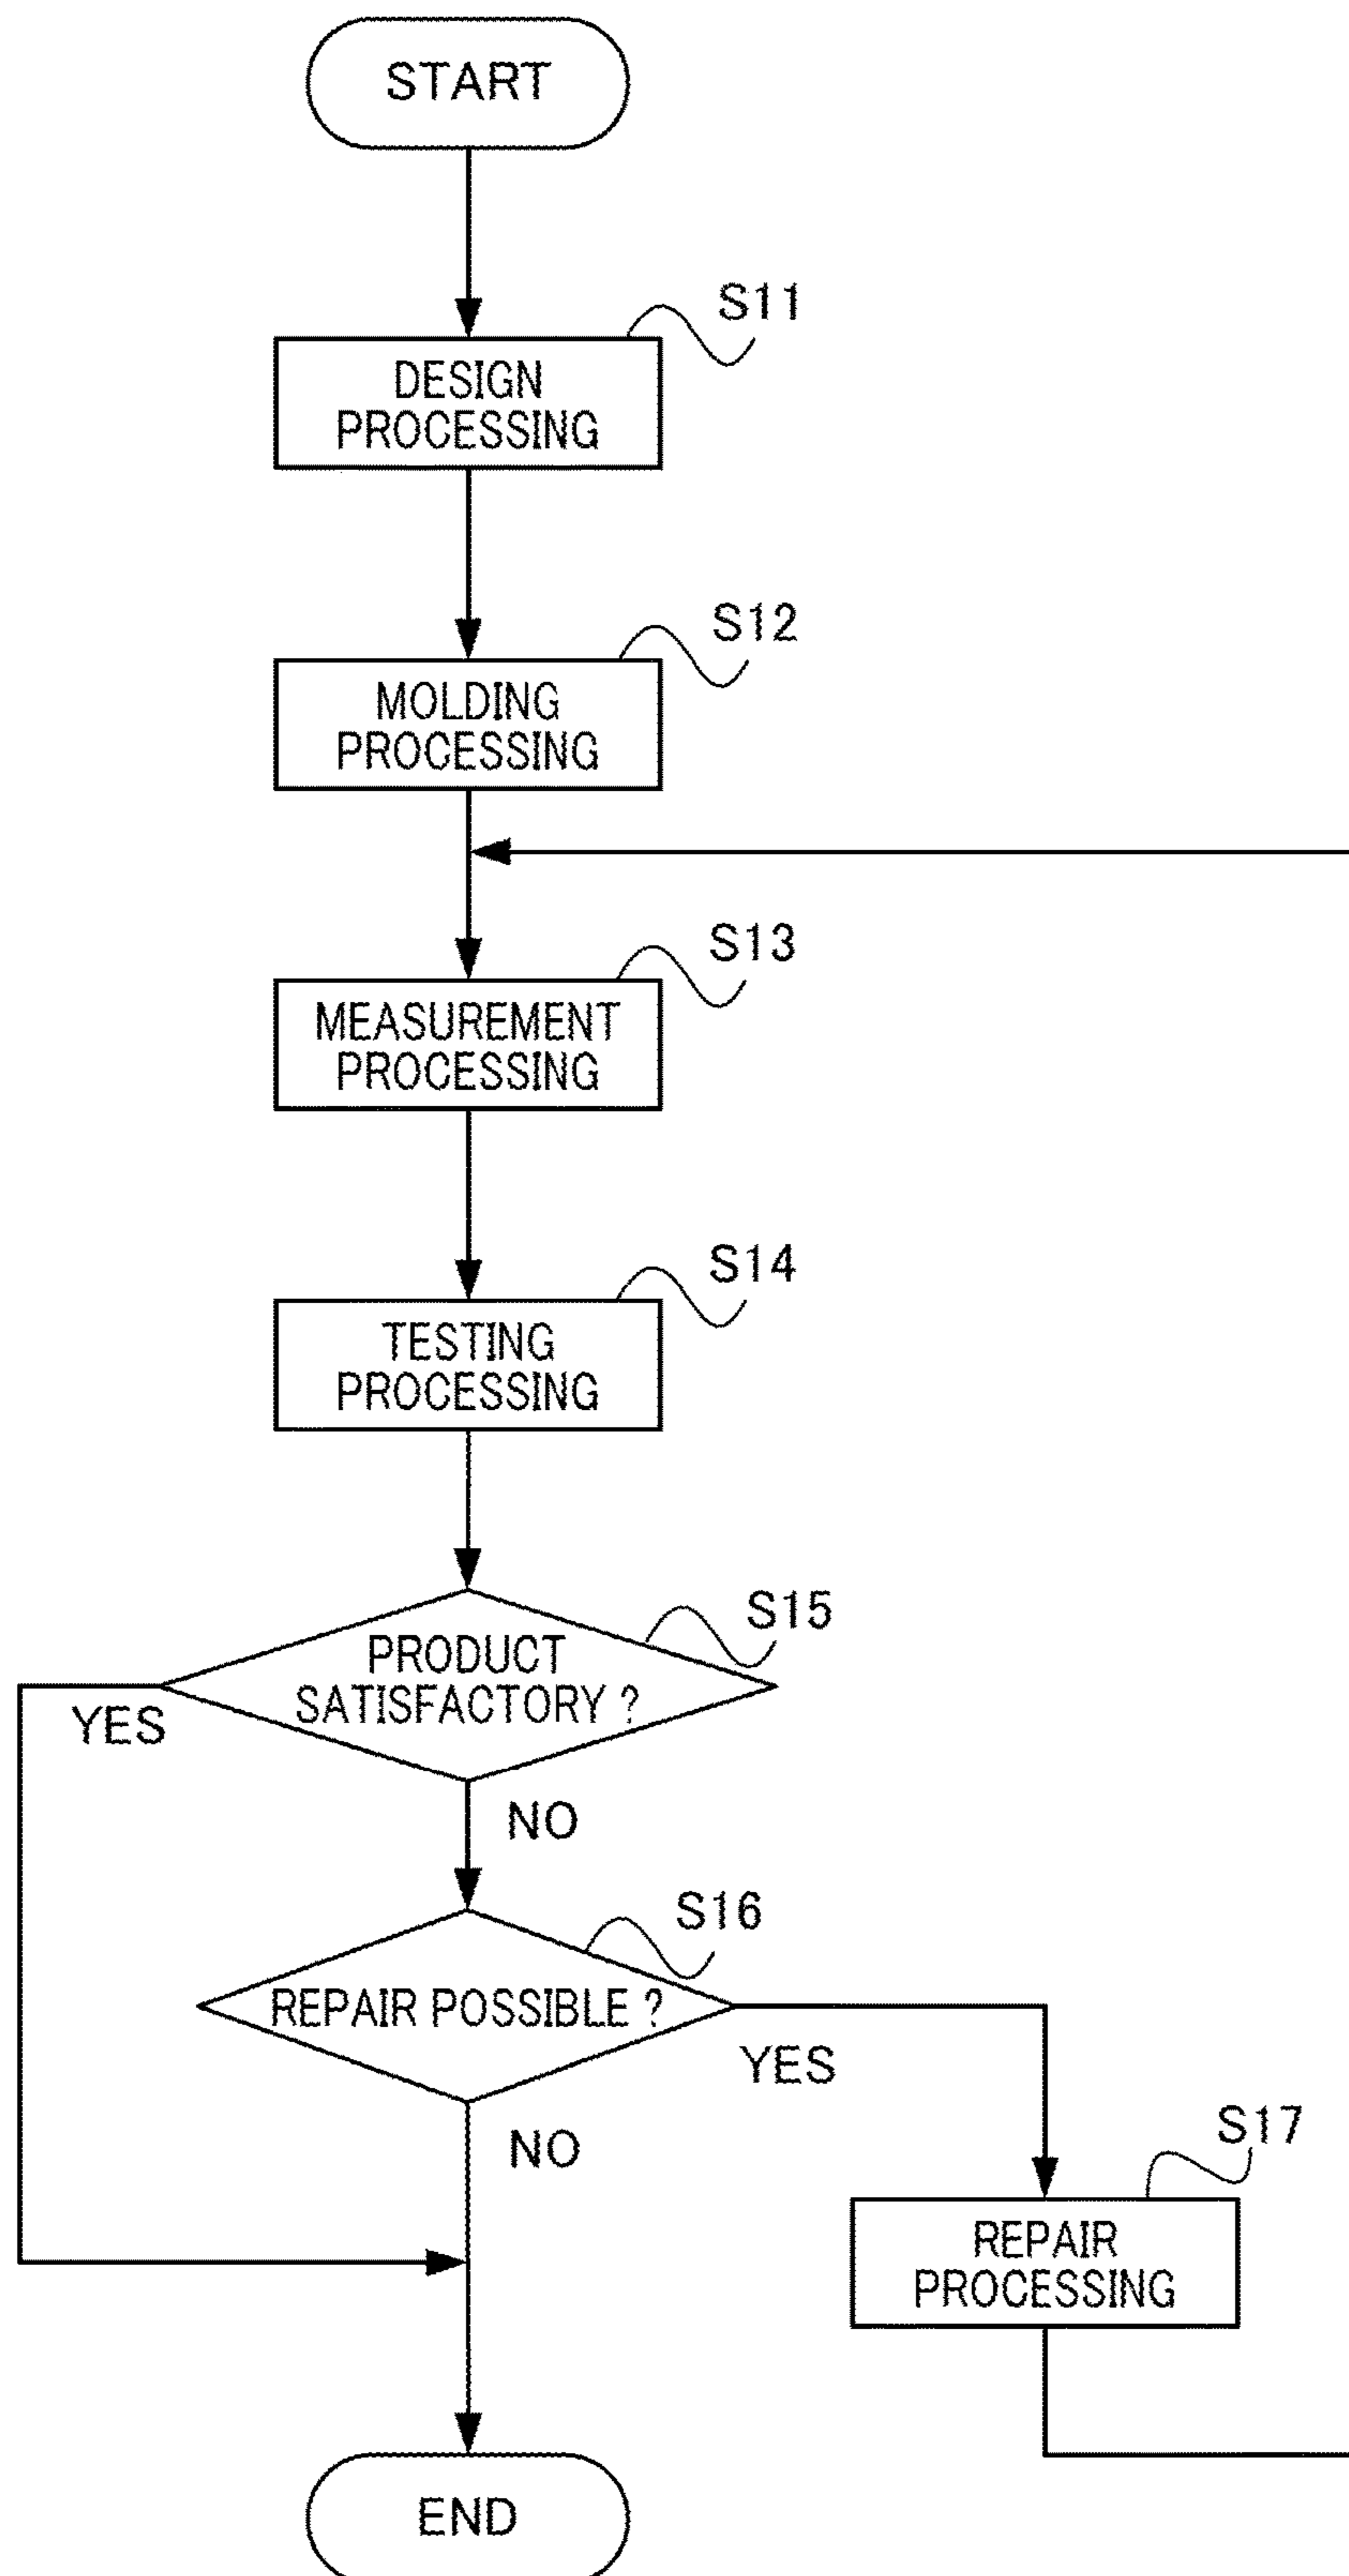 START
S11
DESIGN
PROCESSING
S12
MOLDING
PROCESSING
S13
MEASUREMENT
PROCESSING
S14
TESTING
PROCESSING
S15
PRODUCT
SATISFACTORY ?
YES
NO
S16
REPAIR POSSIBLE ?
YES
NO
S17
REPAIR
PROCESSING
END